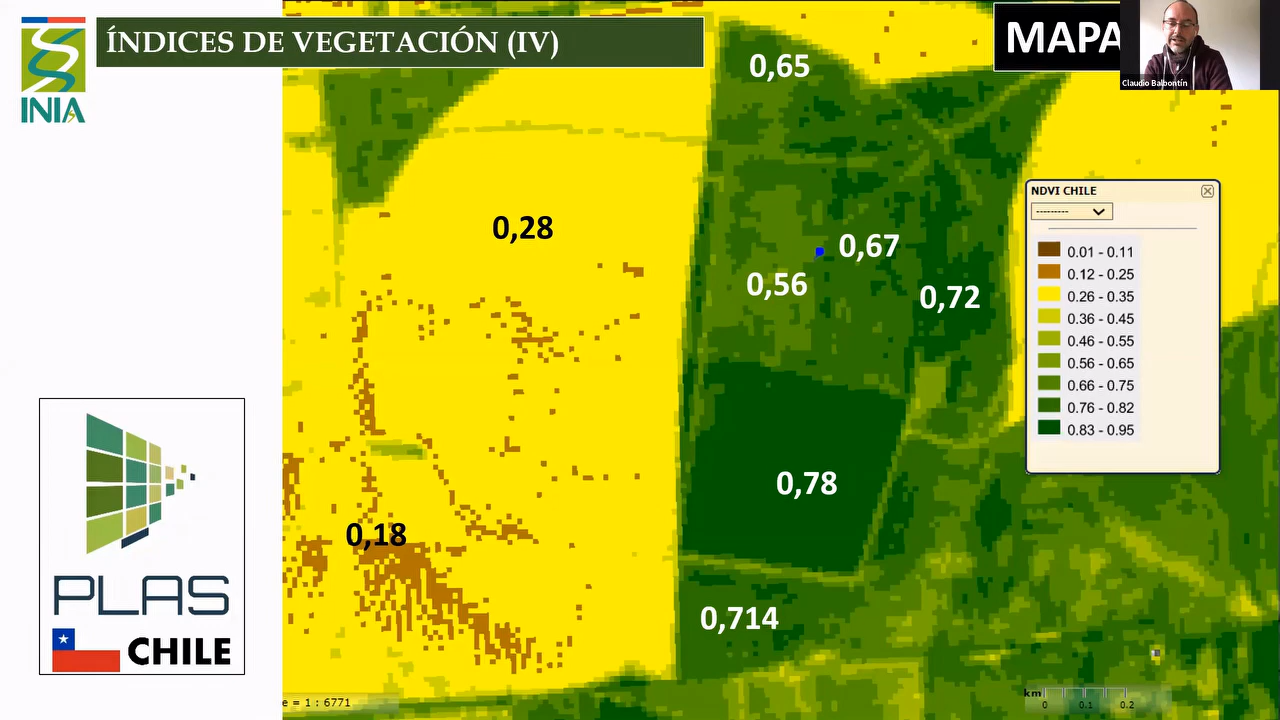 ÍNDICES DE VEGETACIÓN (IV)
MAPA
Claudio Balbontín
INIA
0,65
0,28
0,67
0,56
0,72
0,78
0,18
0,714
NDVI CHILE
---------
0.01 - 0.11
0.12 - 0.25
0.26 - 0.35
0.36 - 0.45
0.46 - 0.55
0.56 - 0.65
0.66 - 0.75
0.76 - 0.82
0.83 - 0.95
PLAS
CHILE
e = 1 : 6771
km
0 0.1 0.2